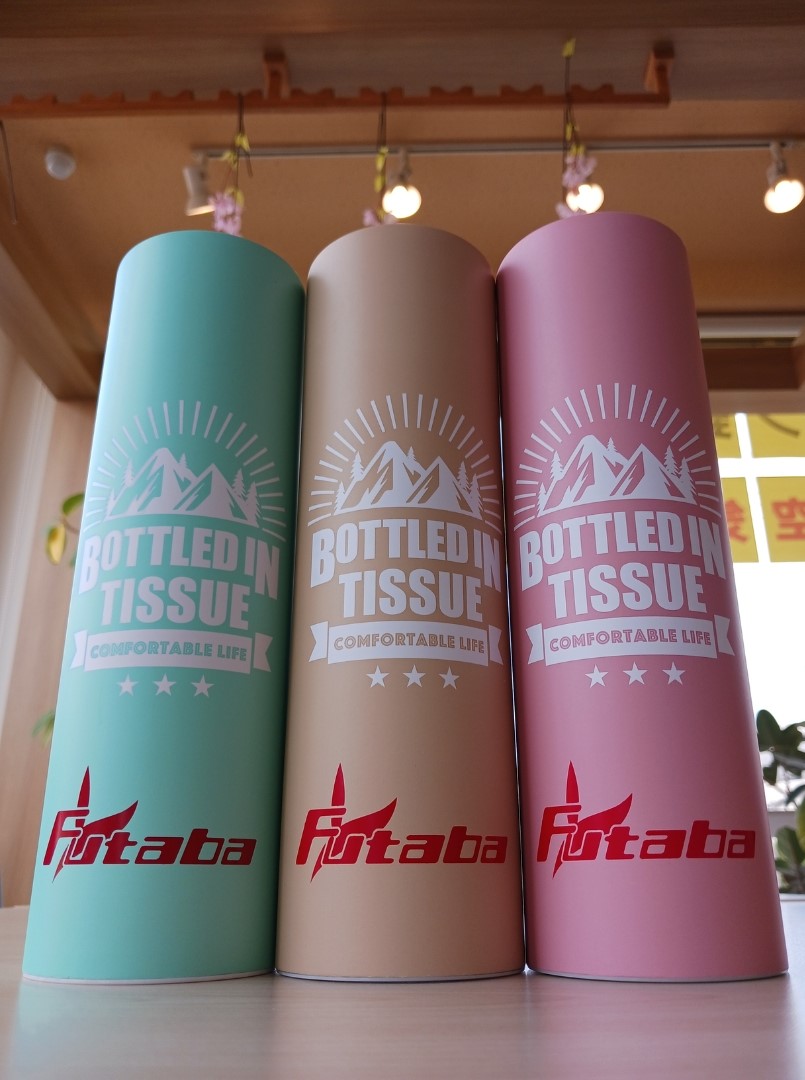 BOTTLED IN
TISSUE
COMFORTABLE LIFE
Futaba
BOTTLED IN
TISSUE
COMFORTABLE LIFE
Futaba
BOTTLED IN
TISSUE
COMFORTABLE LIFE
Futaba